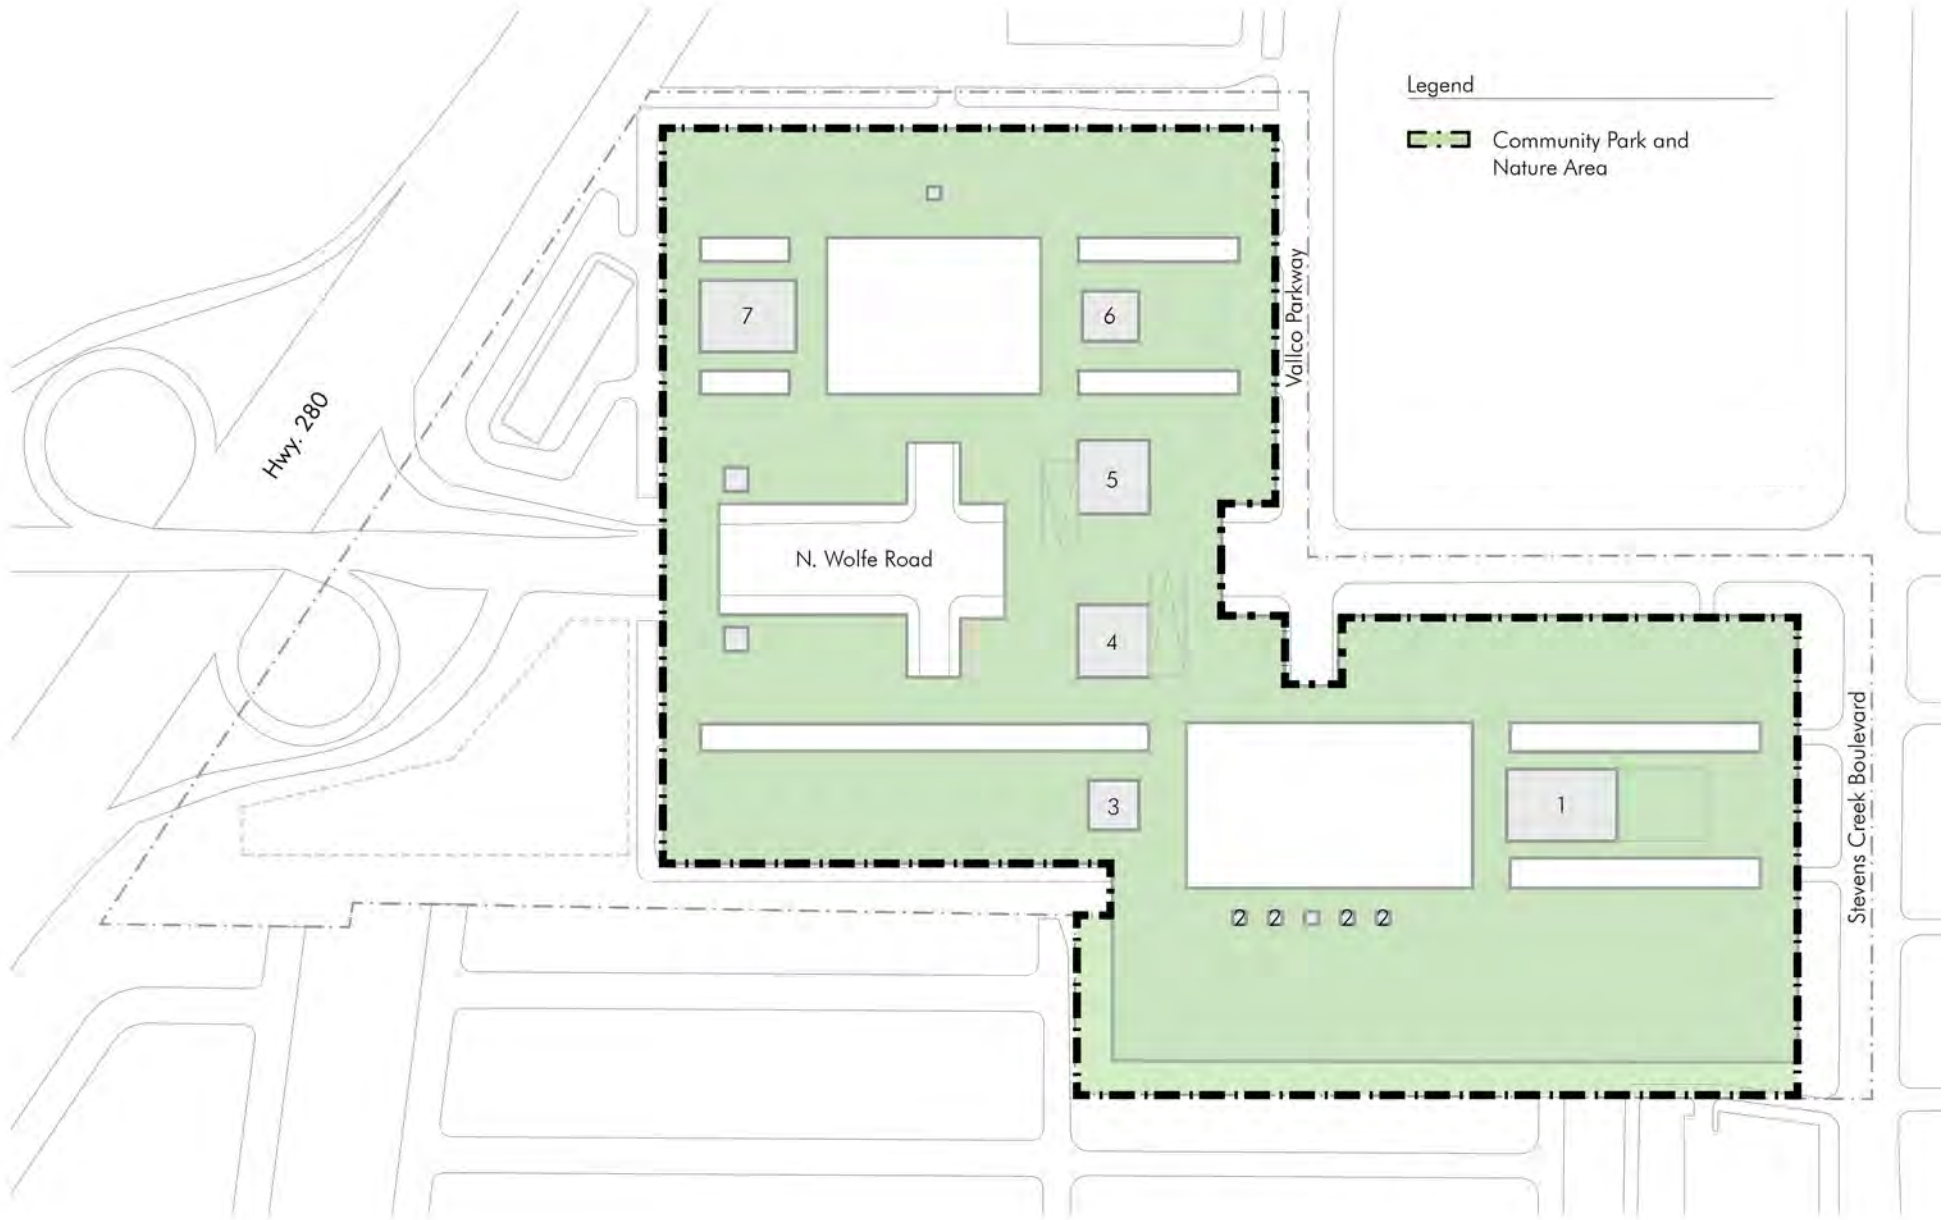 Legend
Community Park and
Nature Area
7
6
Vallco Parkway
Hwy. 280
5
N. Wolfe Road
4
3
1
Stevens Creek Boulevard
2 2 2 2